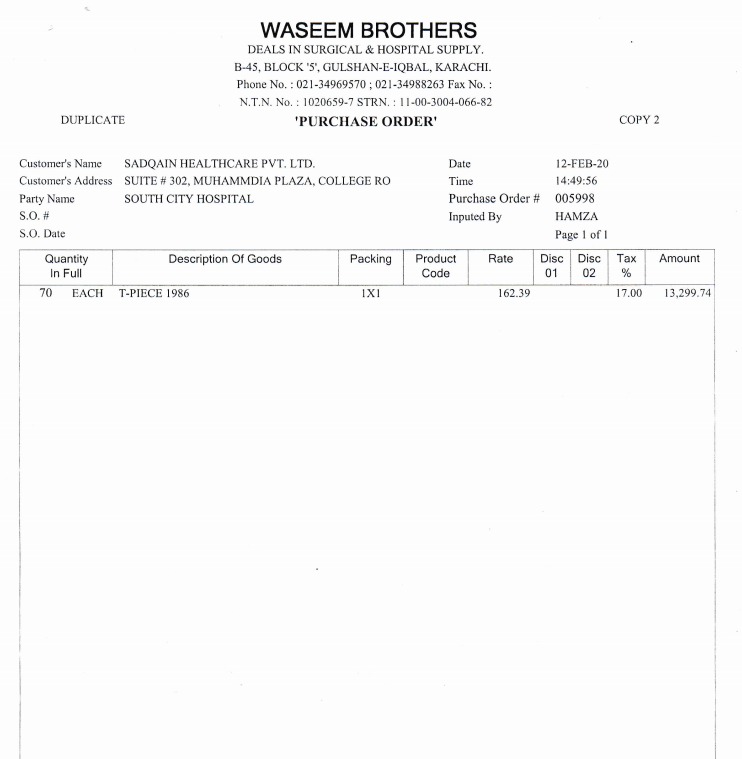 WASEEM BROTHERS
DEALS IN SURGICAL & HOSPITAL SUPPLY.
B-45, BLOCK '5', GULSHAN-E-IQBAL, KARACHI.
Phone No. : 021-34969570 ; 021-34988263 Fax No. :
N.T.N. No. : 1020659-7 STRN. : 11-00-3004-066-82
DUPLICATE 'PURCHASE ORDER' COPY 2
Customer's Name SADQAIN HEALTHCARE PVT. LTD. Date 12-FEB-20
Customer's Address SUITE # 302, MUHAMMDIA PLAZA, COLLEGE RO Time 14:49:56
Party Name SOUTH CITY HOSPITAL Purchase Order # 005998
S.O. # Inputed By HAMZA
S.O. Date Page 1 of 1
Quantity Description Of Goods Packing Product Rate Disc Disc Tax Amount
In Full Code 01 02 %
70 EACH T-PIECE 1986 1X1 162.39 17.00 13,299.74